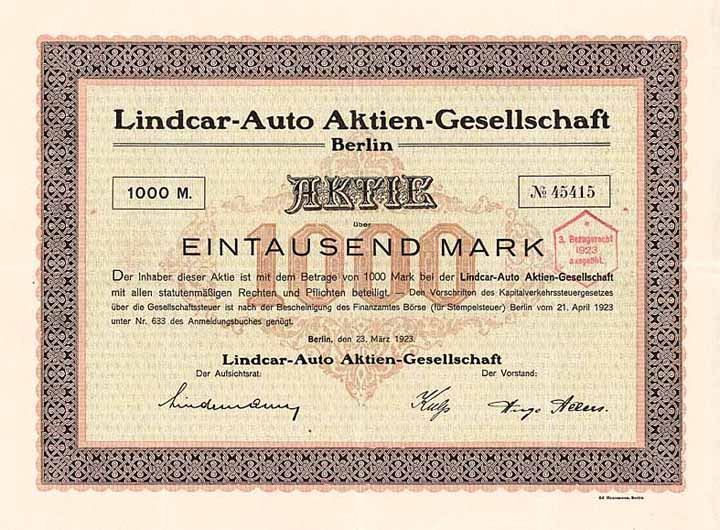 Lindcar-Auto Aktien-Gesellschaft
Berlin
1000 M.
AKTIE
№ 45415
über
1000
EINTAUSEND MARK
3. Bezugsrecht
1923
ausgeübt.
Der Inhaber dieser Aktie ist mit dem Betrage von 1000 Mark bei der Lindcar-Auto Aktien-Gesellschaft
mit allen statutenmäßigen Rechten und Pflichten beteiligt. — Den Vorschriften des Kapitalverkehrssteuergesetzes
über die Gesellschaftssteuer ist nach der Bescheinigung des Finanzamtes Börse (für Stempelsteuer) Berlin vom 21. April 1923
unter Nr. 633 des Anmeldungsbuches genügt.
Berlin, den 23. März 1923.
Lindcar-Auto Aktien-Gesellschaft
Der Aufsichtsrat:
Der Vorstand:
Lindemann
Hugo
Berlin